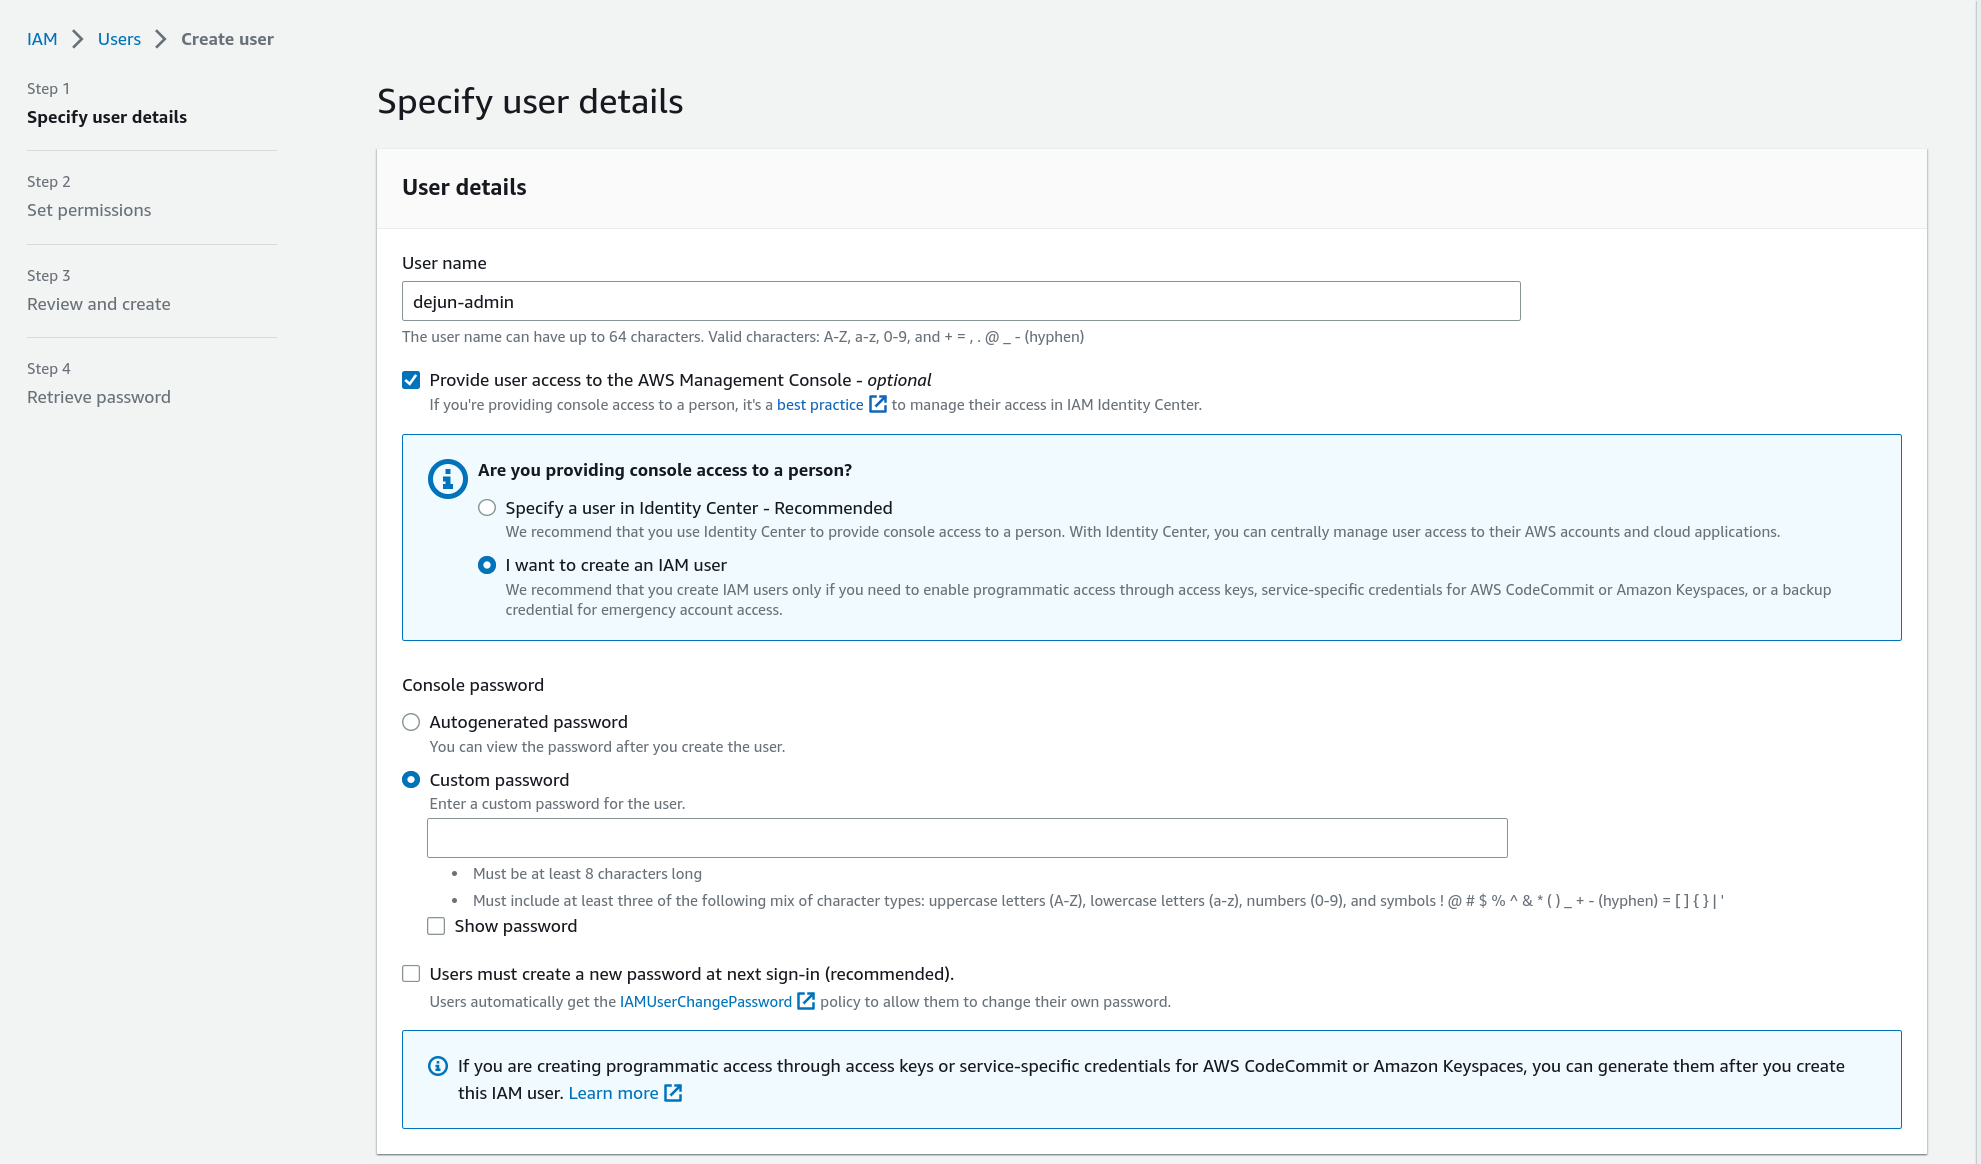 IAM > Users > Create user
Step 1
Specify user details
Step 2
Set permissions
Step 3
Review and create
Step 4
Retrieve password
Specify user details
User details
User name
dejun-admin
The user name can have up to 64 characters. Valid characters: A-Z, a-z, 0-9, and + = , . @ _ - (hyphen)
Provide user access to the AWS Management Console - optional
If you're providing console access to a person, it's a best practice to manage their access in IAM Identity Center.
Are you providing console access to a person?
Specify a user in Identity Center - Recommended
We recommend that you use Identity Center to provide console access to a person. With Identity Center, you can centrally manage user access to their AWS accounts and cloud applications.
I want to create an IAM user
We recommend that you create IAM users only if you need to enable programmatic access through access keys, service-specific credentials for AWS CodeCommit or Amazon Keyspaces, or a backup
credential for emergency account access.
Console password
Autogenerated password
You can view the password after you create the user.
Custom password
Enter a custom password for the user.
• Must be at least 8 characters long
• Must include at least three of the following mix of character types: uppercase letters (A-Z), lowercase letters (a-z), numbers (0-9), and symbols ! @ # $ % ^ & * ( ) _ + - (hyphen) = [ ] { } | '
Show password
Users must create a new password at next sign-in (recommended).
Users automatically get the IAMUserChangePassword policy to allow them to change their own password.
If you are creating programmatic access through access keys or service-specific credentials for AWS CodeCommit or Amazon Keyspaces, you can generate them after you create
this IAM user. Learn more